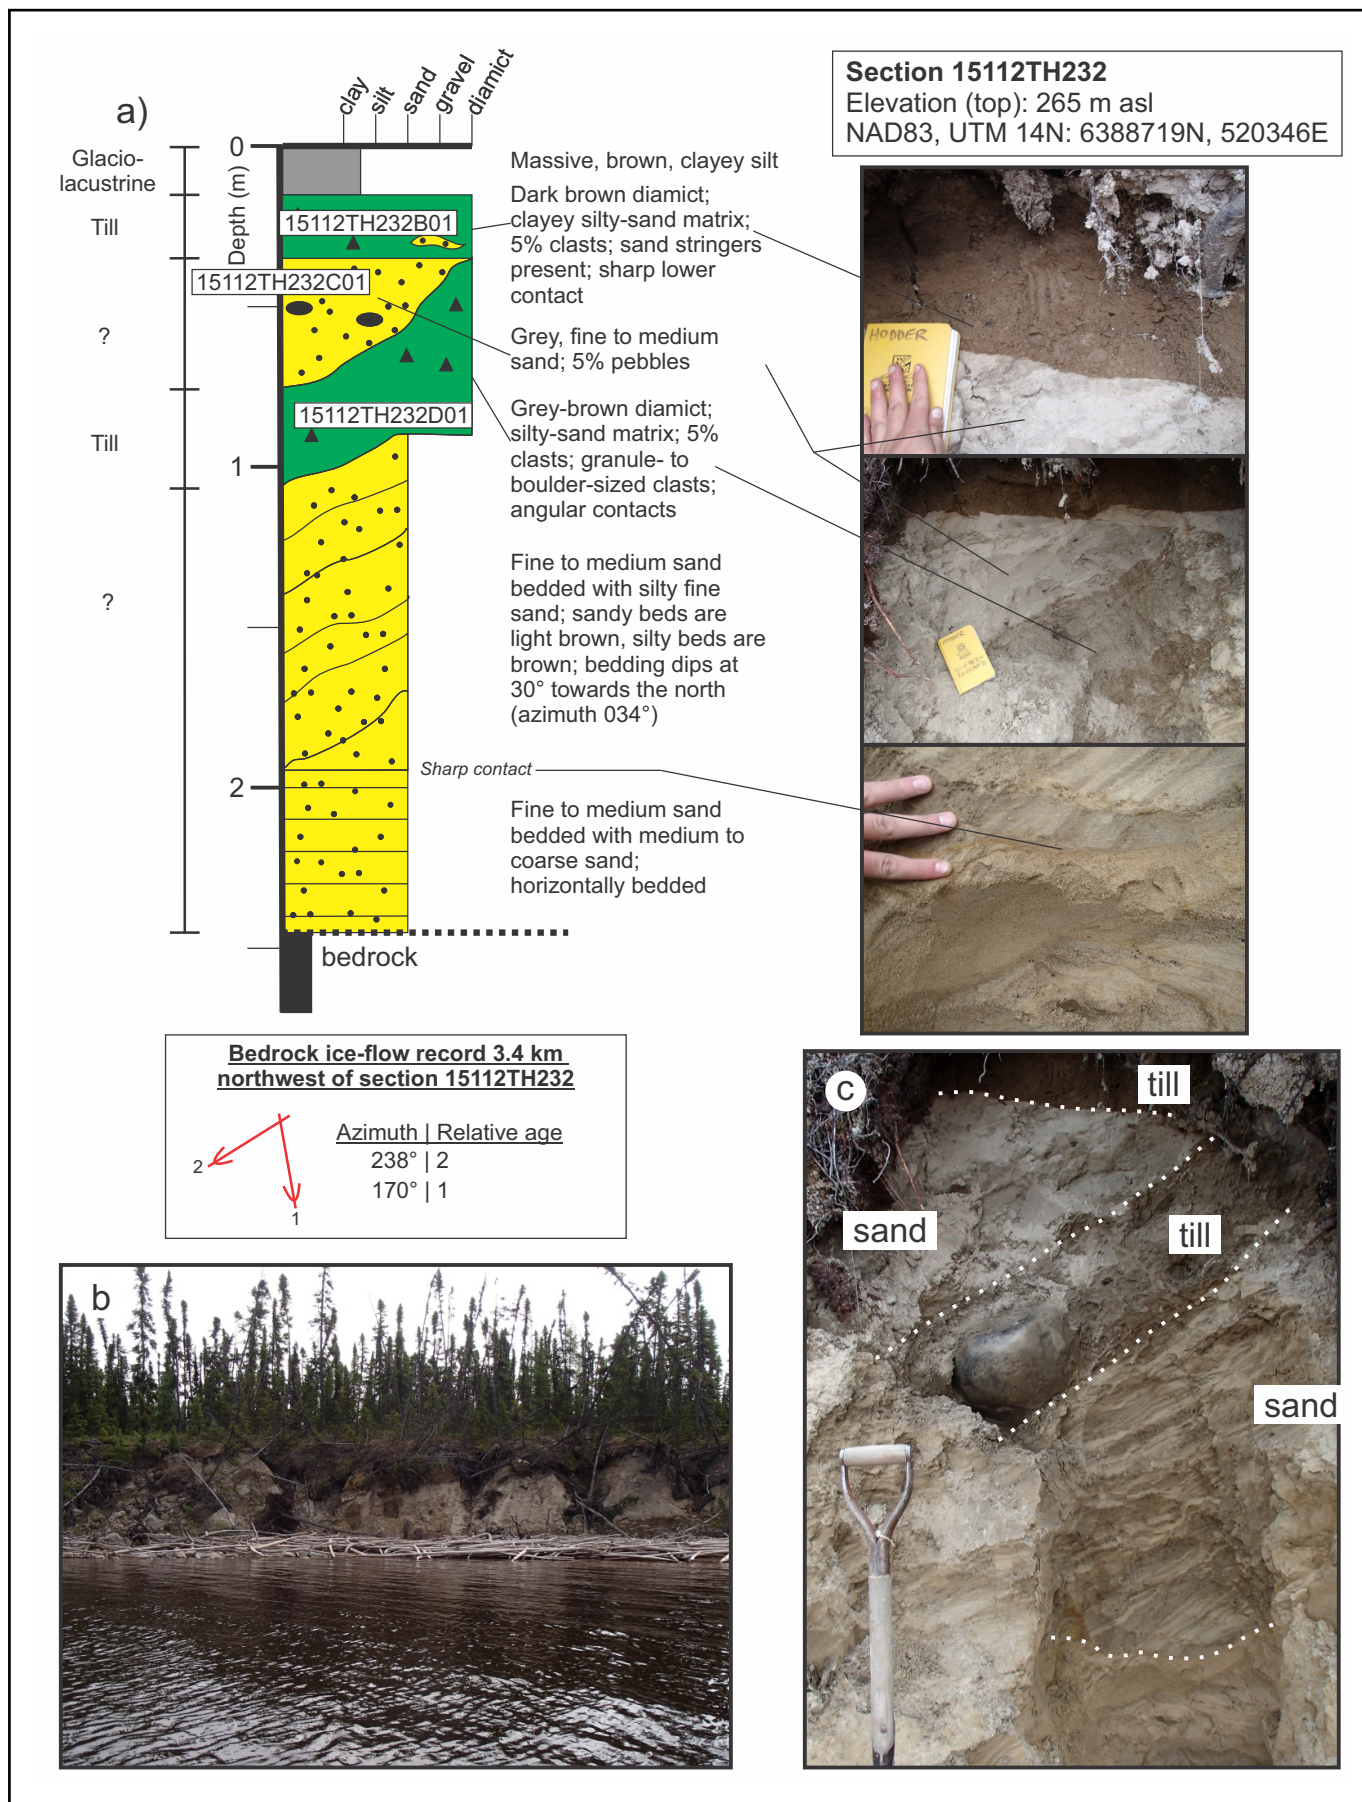 a)
clay
silt
sand
gravel
diamict
Section 15112TH232
Elevation (top): 265 m asl
NAD83, UTM 14N: 6388719N, 520346E
Glacio-
lacustrine
Till
?
Till
?
Depth (m)
0
1
2
15112TH232B01
15112TH232C01
15112TH232D01
Massive, brown, clayey silt
Dark brown diamict;
clayey silty-sand matrix;
5% clasts; sand stringers
present; sharp lower
contact
Grey, fine to medium
sand; 5% pebbles
Grey-brown diamict;
silty-sand matrix; 5%
clasts; granule- to
boulder-sized clasts;
angular contacts
Fine to medium sand
bedded with silty fine
sand; sandy beds are
light brown, silty beds are
brown; bedding dips at
30° towards the north
(azimuth 034°)
Sharp contact
Fine to medium sand
bedded with medium to
coarse sand;
horizontally bedded
bedrock
HODDER
HODDER
Bedrock ice-flow record 3.4 km
northwest of section 15112TH232
Azimuth | Relative age
238° | 2
170° | 1
2
1
b
c
till
sand
till
sand